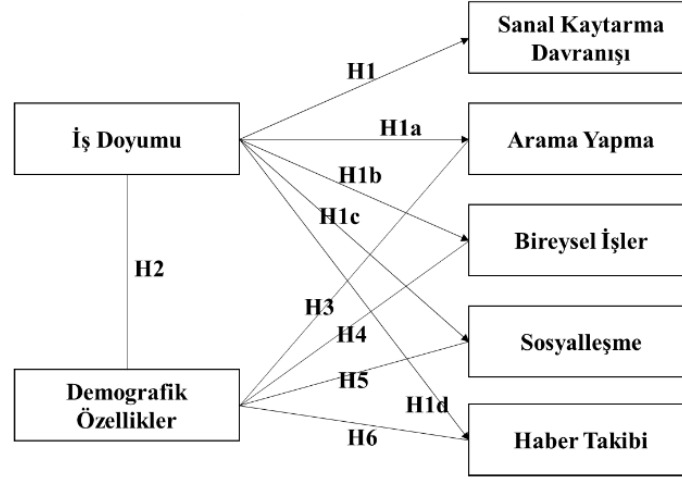 Sanal Kaytarma
Davranışı
H1
İş Doyumu
H1a
Arama Yapma
H1b
H1c
Bireysel İşler
H2
H3
H4
Sosyalleşme
H5
Demografik
Özellikler
H1d
H6
Haber Takibi